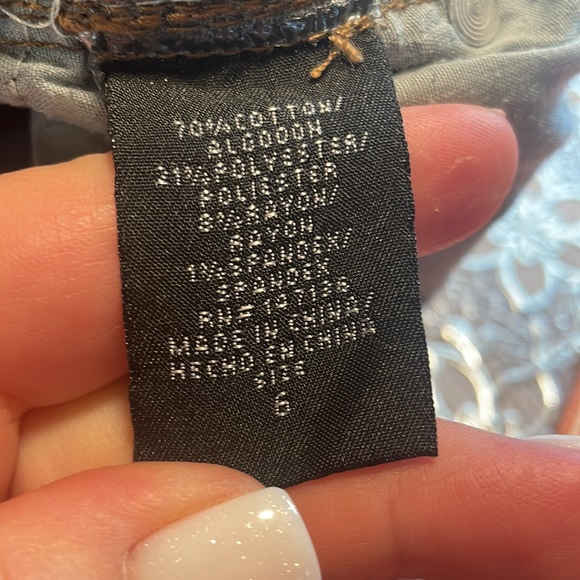 70% COTTON/
ALGODON
21% POLYESTER/
POLIESTER
8% RAYON/
RAYON
1% SPANDEX/
SPANDEX
RN#
MADE IN CHINA/
HECHO EN CHINA
SIZE
6